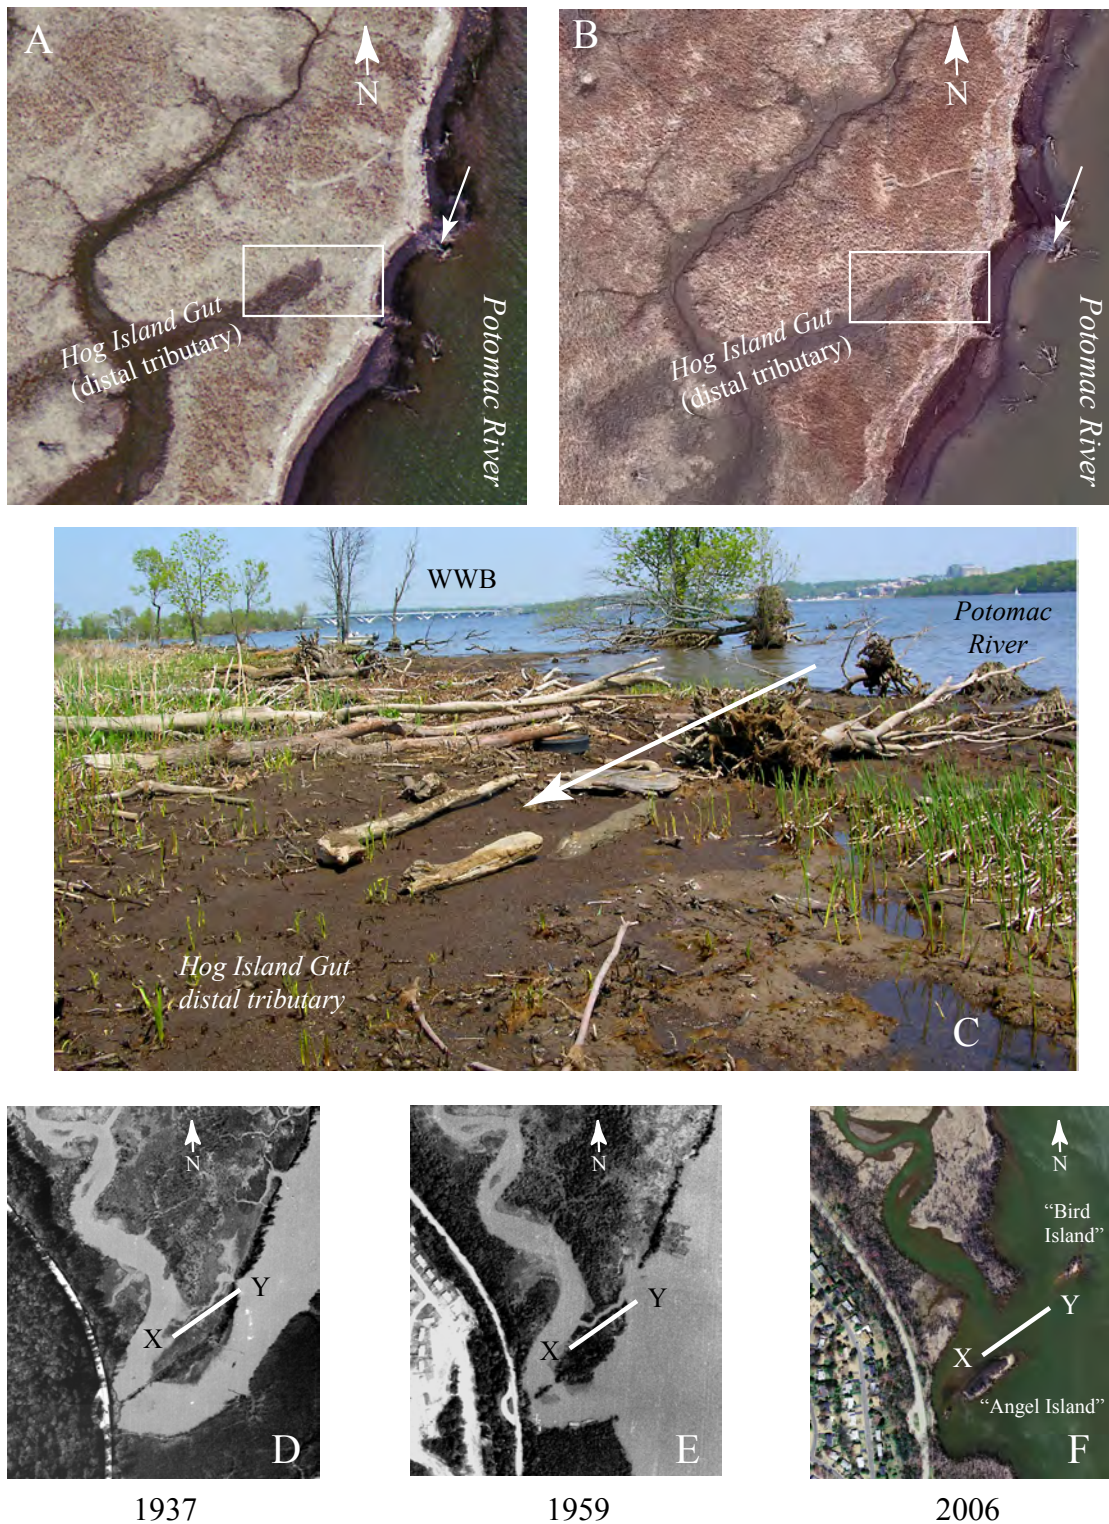 A
N
Hog Island Gut
(distal tributary)
Potomac River
B
N
Hog Island Gut
(distal tributary)
Potomac River
WWB
Potomac
River
Hog Island Gut
distal tributary
C
N
X
Y
D
N
X
Y
E
N
"Bird
Island"
Y
X
"Angel Island"
F
1937
1959
2006